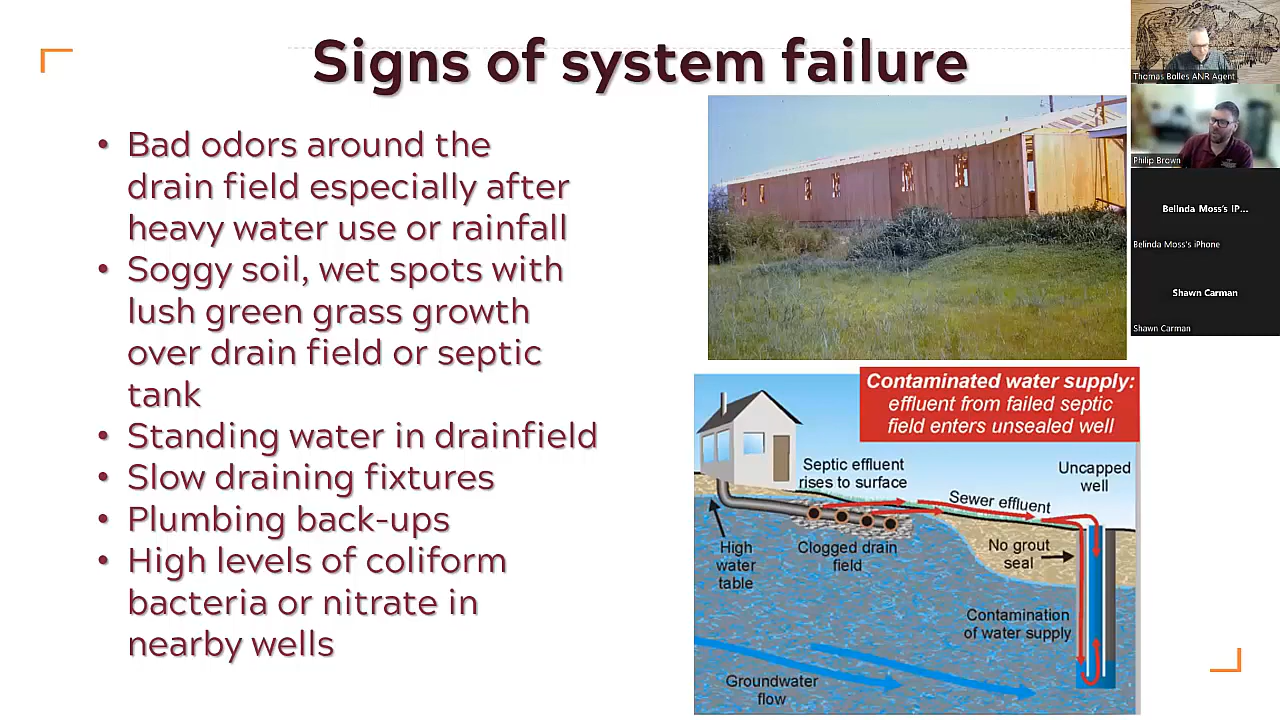 Signs of system failure
• Bad odors around the
drain field especially after
heavy water use or rainfall
• Soggy soil, wet spots with
lush green grass growth
over drain field or septic
tank
• Standing water in drainfield
• Slow draining fixtures
• Plumbing back-ups
• High levels of coliform
bacteria or nitrate in
nearby wells
Contaminated water supply:
effluent from failed septic
field enters unsealed well
Septic effluent
rises to surface
Uncapped
well
Sewer effluent
High
water
table
Clogged drain
field
No grout
seal
Contamination
of water supply
Groundwater
flow
Thomas Bolles ANR Agent
Philip Brown
Belinda Moss's IP...
Belinda Moss's iPhone
Shawn Carman
Shawn Carman